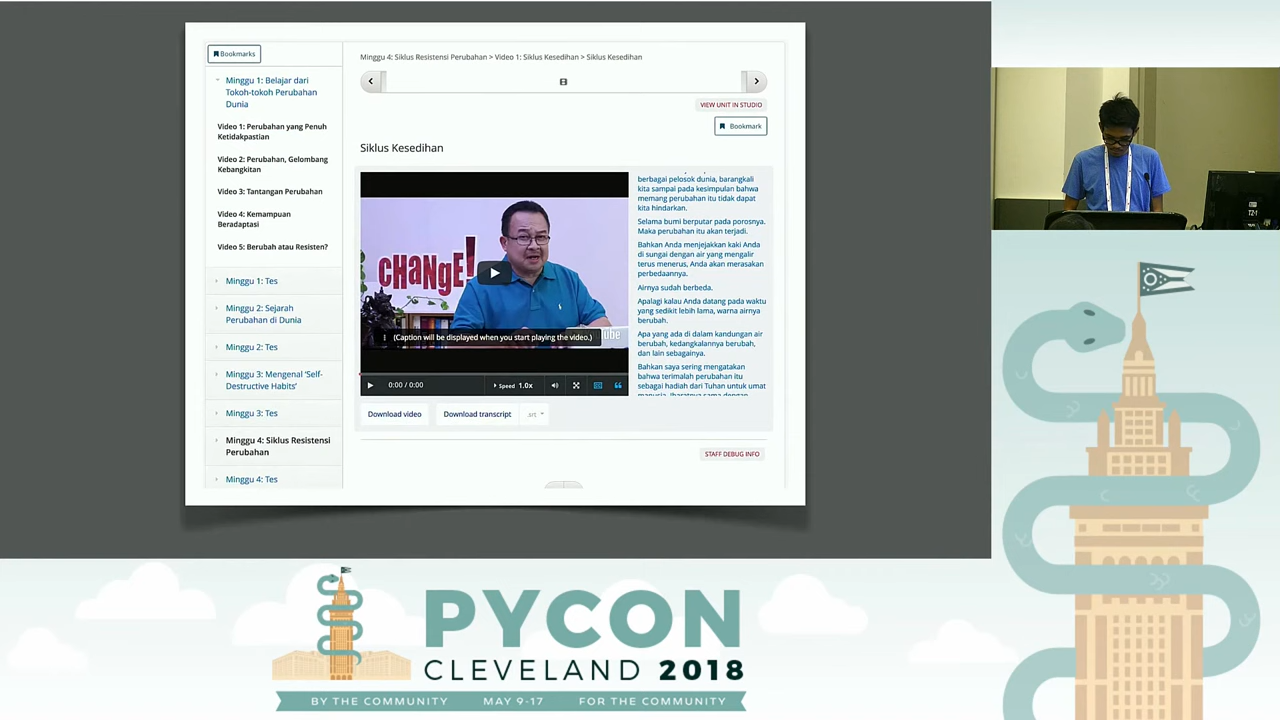 Bookmarks
Minggu 1: Belajar dari
Tokoh-tokoh Perubahan
Dunia
Video 1: Perubahan yang Penuh
Ketidakpastian
Video 2: Perubahan, Gelombang
Kebangkitan
Video 3: Tantangan Perubahan
Video 4: Kemampuan
Beradaptasi
Video 5: Berubah atau Resisten?
Minggu 1: Tes
Minggu 2: Sejarah
Perubahan di Dunia
Minggu 2: Tes
Minggu 3: Mengenal 'Self-
Destructive Habits'
Minggu 3: Tes
Minggu 4: Siklus Resistensi
Perubahan
Minggu 4: Tes
Minggu 4: Siklus Resistensi Perubahan > Video 1: Siklus Kesedihan > Siklus Kesedihan
VIEW UNIT IN STUDIO
Bookmark
Siklus Kesedihan
CHANGE!
(Caption will be displayed when you start playing the video.)
0:00 / 0:00
Speed 1.0x
berbagai pelosok dunia, barangkali
kita sampai pada kesimpulan bahwa
memang perubahan itu tidak dapat
kita hindarkan.
Selama bumi berputar pada porosnya.
Maka perubahan itu akan terjadi.
Bahkan Anda menjejakkan kaki Anda
di sungai dengan air yang mengalir
terus menerus, Anda akan merasakan
perbedaannya.
Airnya sudah berbeda.
Apalagi kalau Anda datang pada waktu
yang sedikit lebih lama, warna airnya
berubah.
Apa yang ada di dalam kandungan air
berubah, kedangkalannya berubah,
dan lain sebagainya.
Bahkan saya sering mengatakan
bahwa terimalah perubahan itu
sebagai hadiah dari Tuhan untuk umat
Download video
Download transcript
.srt
STAFF DEBUG INFO
PYCON
CLEVELAND 2018
BY THE COMMUNITY MAY 9-17 FOR THE COMMUNITY